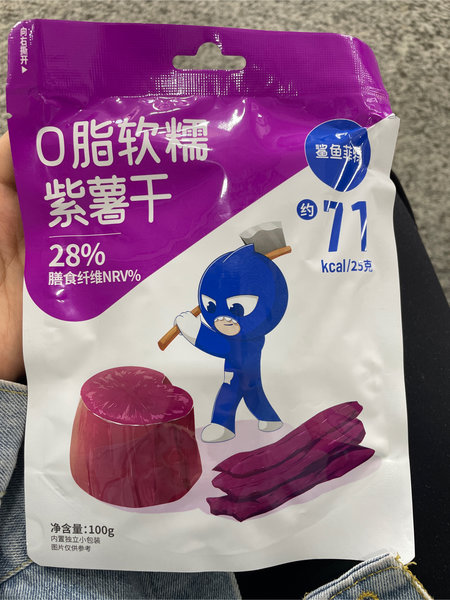 向右撕开
0脂软糯
紫薯干
28%
膳食纤维NRV%
鲨鱼菲特
约
71
kcal/25克
净含量：100g
内置独立小包装
图片仅供参考